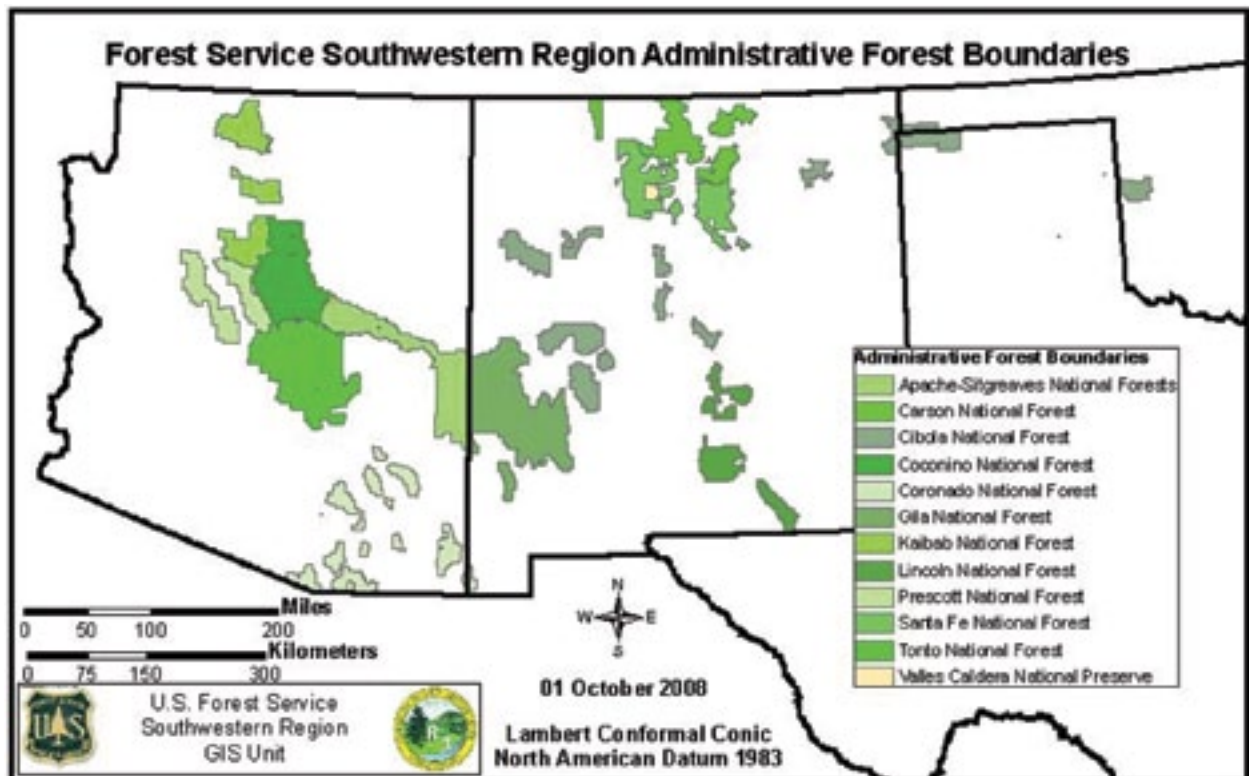 Forest Service Southwestern Region Administrative Forest Boundaries
Administrative Forest Boundaries
Apache-Sitgreaves National Forests
Carson National Forest
Cibola National Forest
Coconino National Forest
Coronado National Forest
Gila National Forest
Kaibab National Forest
Lincoln National Forest
Prescott National Forest
Santa Fe National Forest
Tonto National Forest
Valles Caldera National Preserve
N
W E
S
Miles
0 50 100 200
Kilometers
0 75 150 300
01 October 2008
Lambert Conformal Conic
North American Datum 1983
U S
U.S. Forest Service
Southwestern Region
GIS Unit